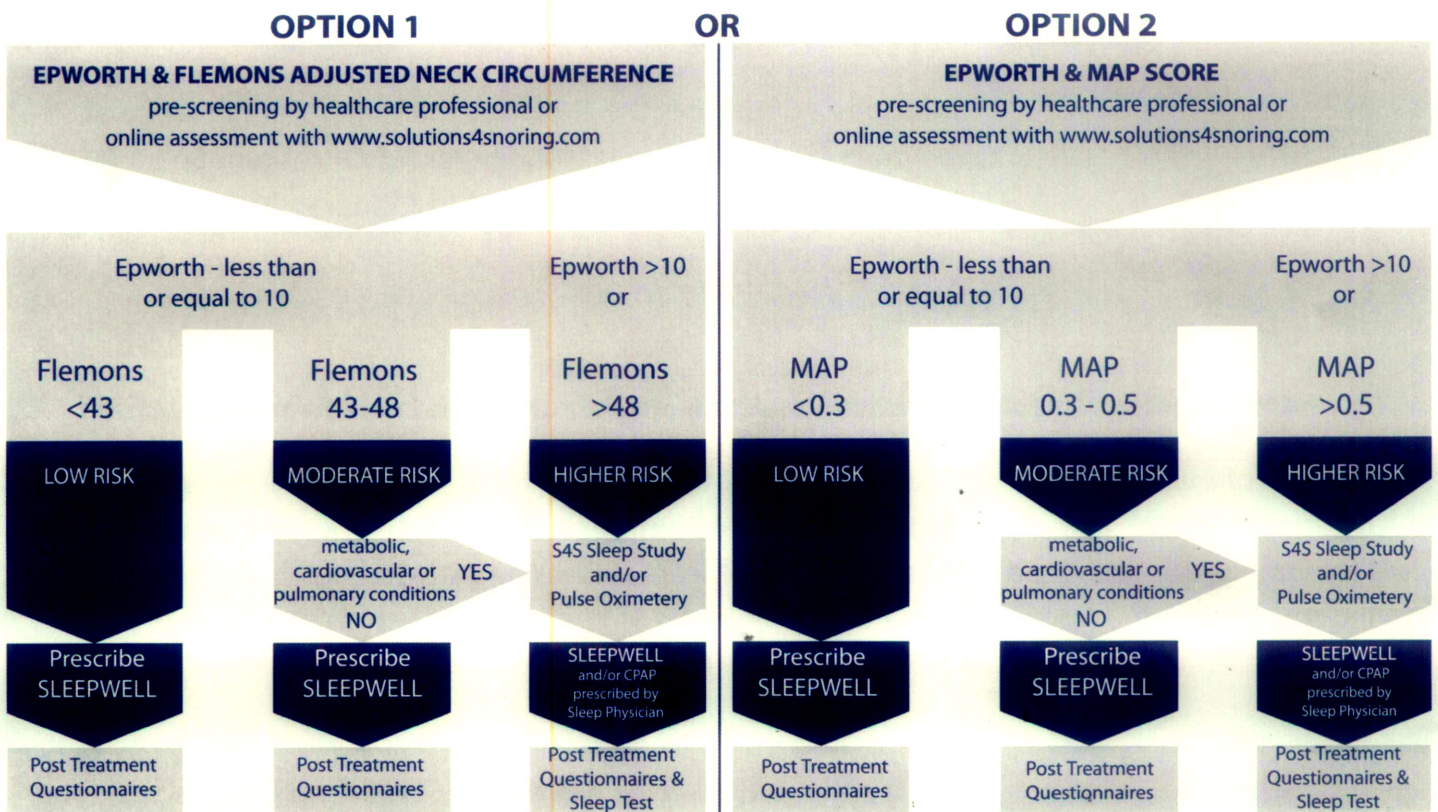 OPTION 1
OR
OPTION 2
EPWORTH & FLEMONS ADJUSTED NECK CIRCUMFERENCE
pre-screening by healthcare professional or
online assessment with www.solutions4snoring.com
Epworth - less than
or equal to 10
Epworth >10
or
Flemons
<43
Flemons
43-48
Flemons
>48
LOW RISK
MODERATE RISK
HIGHER RISK
metabolic,
cardiovascular or
pulmonary conditions
YES
NO
S4S Sleep Study
and/or
Pulse Oximetery
Prescribe
SLEEPWELL
Prescribe
SLEEPWELL
SLEEPWELL
and/or CPAP
prescribed by
Sleep Physician
Post Treatment
Questionnaires
Post Treatment
Questionnaires
Post Treatment
Questionnaires &
Sleep Test
EPWORTH & MAP SCORE
pre-screening by healthcare professional or
online assessment with www.solutions4snoring.com
Epworth - less than
or equal to 10
Epworth >10
or
MAP
<0.3
MAP
0.3 - 0.5
MAP
>0.5
LOW RISK
MODERATE RISK
HIGHER RISK
metabolic,
cardiovascular or
pulmonary conditions
YES
NO
S4S Sleep Study
and/or
Pulse Oximetery
Prescribe
SLEEPWELL
Prescribe
SLEEPWELL
SLEEPWELL
and/or CPAP
prescribed by
Sleep Physician
Post Treatment
Questionnaires
Post Treatment
Questionnaires
Post Treatment
Questionnaires &
Sleep Test